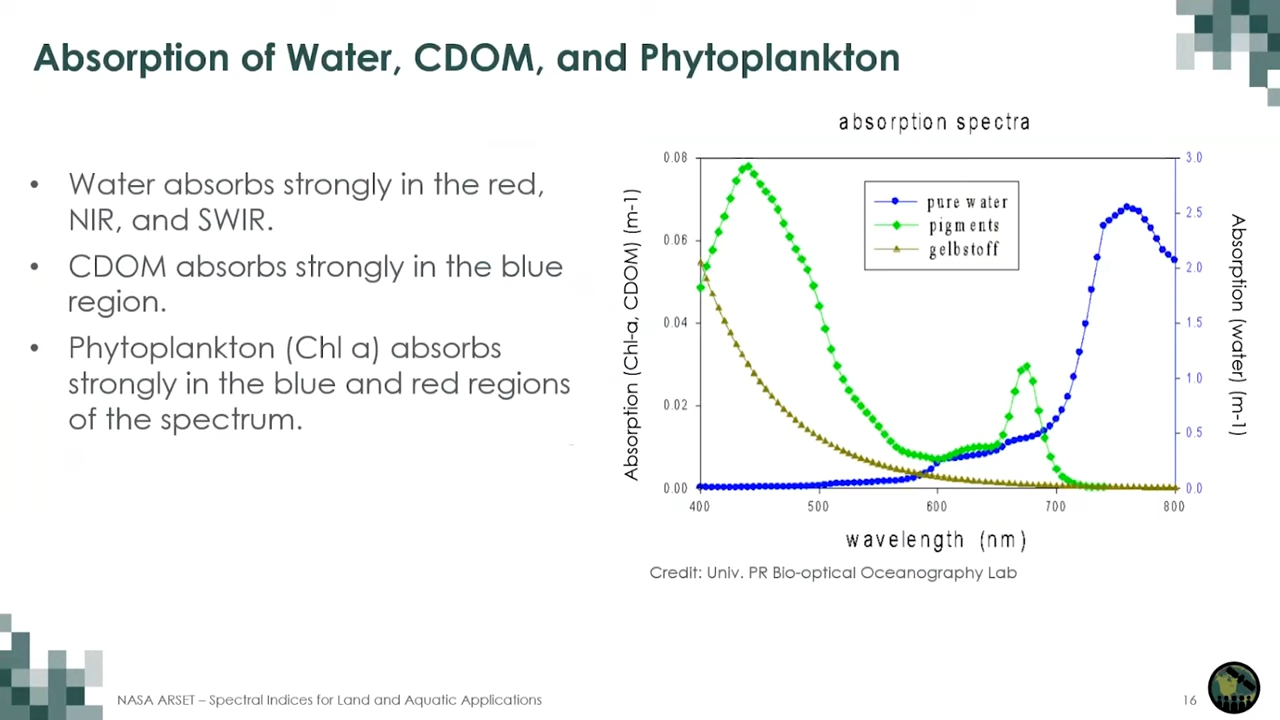 Absorption of Water, CDOM, and Phytoplankton
• Water absorbs strongly in the red,
NIR, and SWIR.
• CDOM absorbs strongly in the blue
region.
• Phytoplankton (Chl a) absorbs
strongly in the blue and red regions
of the spectrum.
absorption spectra
Absorption (Chl-a, CDOM) (m-1)
0.08
0.06
0.04
0.02
0.00
pure water
pigments
gelbstoff
3.0
2.5
2.0
1.5
1.0
0.5
0.0
Absorption (water) (m-1)
400 500 600 700 800
wavelength (nm)
Credit: Univ. PR Bio-optical Oceanography Lab
NASA ARSET – Spectral Indices for Land and Aquatic Applications
16